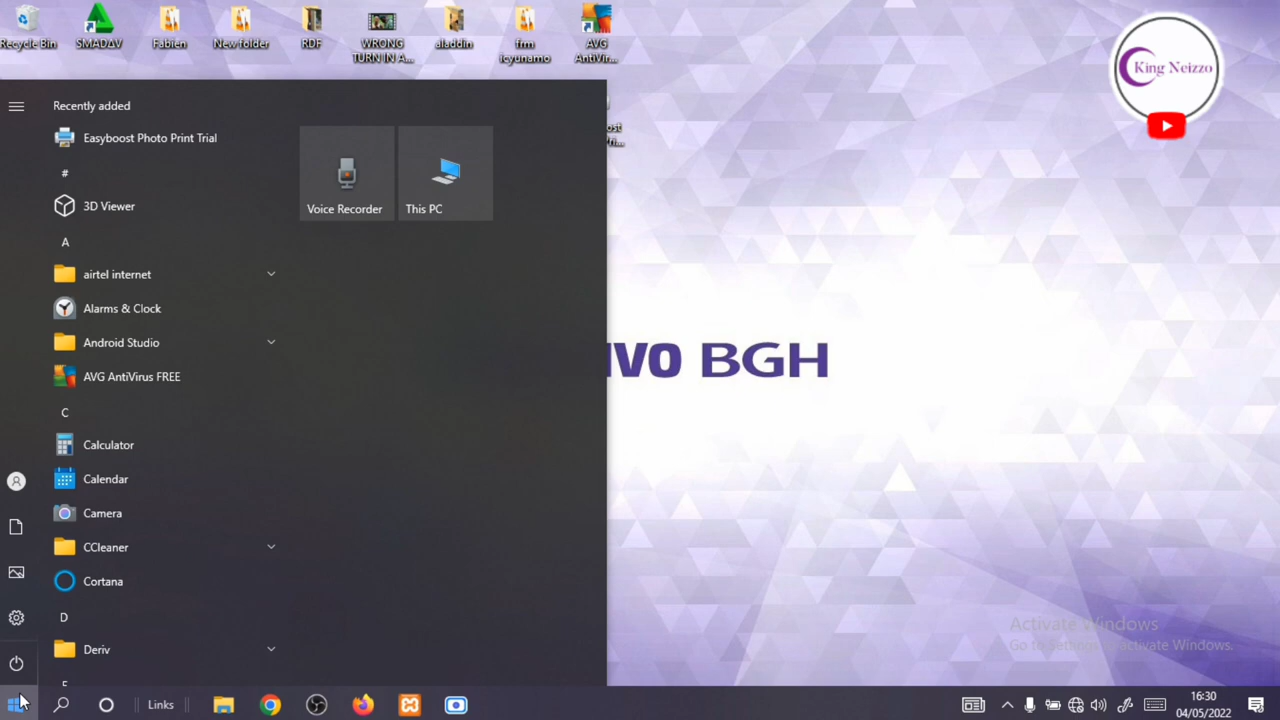 Recycle Bin
SMADΔV
Fabien
New folder
RDF
WRONG
TURN IN A...
aladdin
frm
icyunamo
AVG
AntiVir...
King Neizzo
Recently added
Easyboost Photo Print Trial
#
3D Viewer
A
airtel internet
Alarms & Clock
Android Studio
AVG AntiVirus FREE
C
Calculator
Calendar
Camera
CCleaner
Cortana
D
Deriv
Voice Recorder
This PC
BGH
Activate Windows
Go to Settings to activate Windows.
Links
16:30
04/05/2022